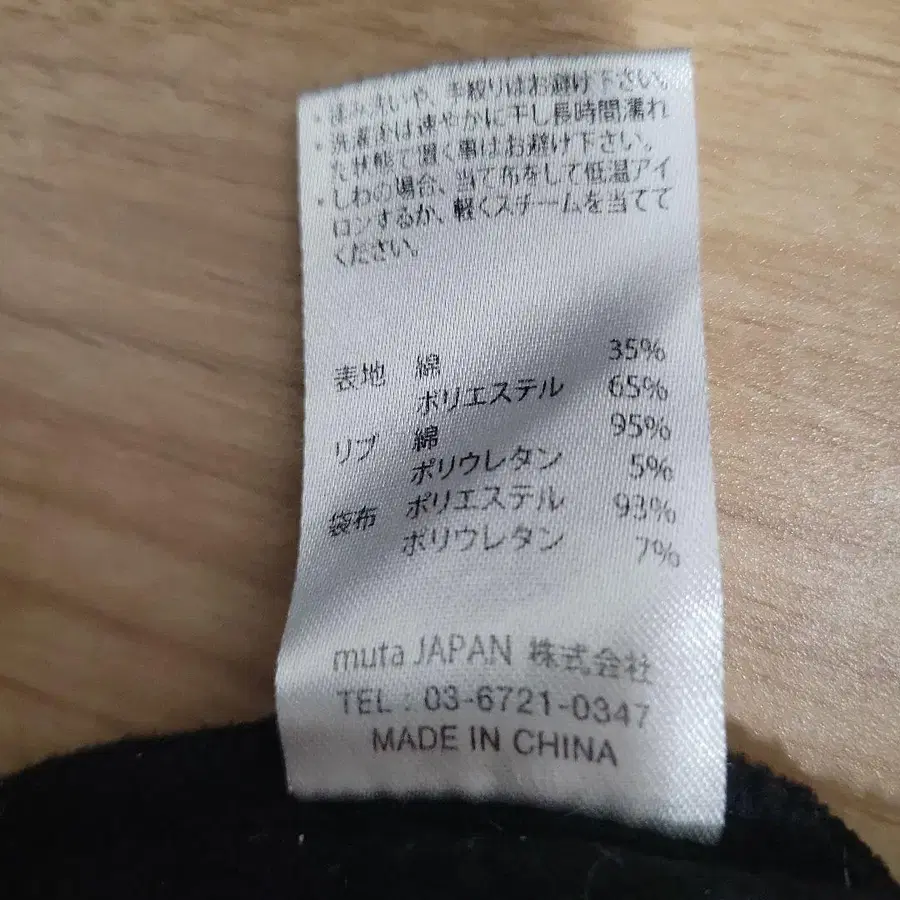 ・揉み洗いや、手絞りはお避け下さい。
・洗濯後は速やかに干し長時間濡れ
た状態で置く事はお避け下さい。
・しわの場合、当て布をして低温アイ
ロンするか、軽くスチームを当てて
ください。
表地 綿 35%
ポリエステル 65%
リブ 綿 95%
ポリウレタン 5%
袋布 ポリエステル 93%
ポリウレタン 7%
muta JAPAN 株式会社
TEL : 03-6721-0347
MADE IN CHINA